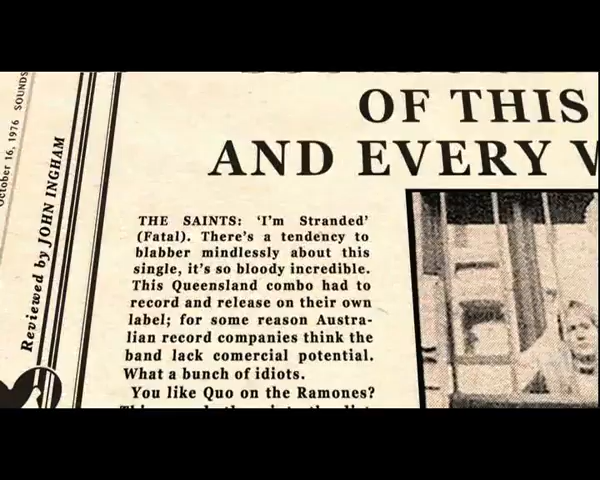 OF THIS
AND EVERY
October 16, 1976 SOUNDS
Reviewed by JOHN INGHAM
THE SAINTS: 'I'm Stranded'
(Fatal). There's a tendency to
blabber mindlessly about this
single, it's so bloody incredible.
This Queensland combo had to
record and release on their own
label; for some reason Austra-
lian record companies think the
band lack comercial potential.
What a bunch of idiots.
You like Quo on the Ramones?